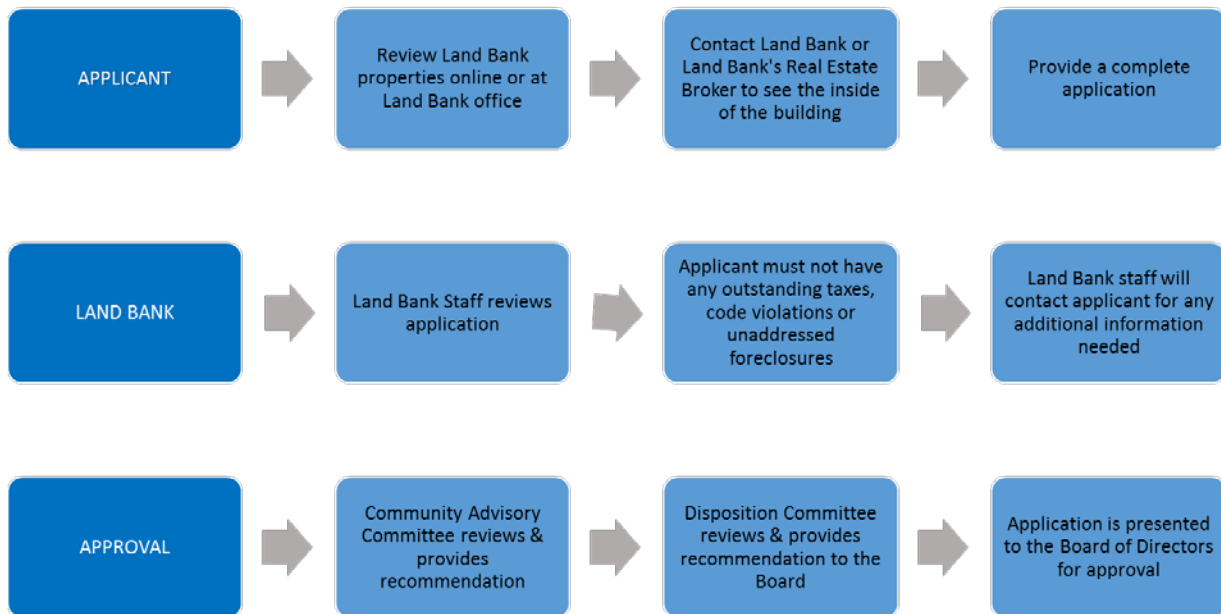 APPLICANT
Review Land Bank
properties online or at
Land Bank office
Contact Land Bank or
Land Bank's Real Estate
Broker to see the inside
of the building
Provide a complete
application
LAND BANK
Land Bank Staff reviews
application
Applicant must not have
any outstanding taxes,
code violations or
unaddressed
foreclosures
Land Bank staff will
contact applicant for any
additional information
needed
APPROVAL
Community Advisory
Committee reviews &
provides
recommendation
Disposition Committee
reviews & provides
recommendation to the
Board
Application is presented
to the Board of Directors
for approval